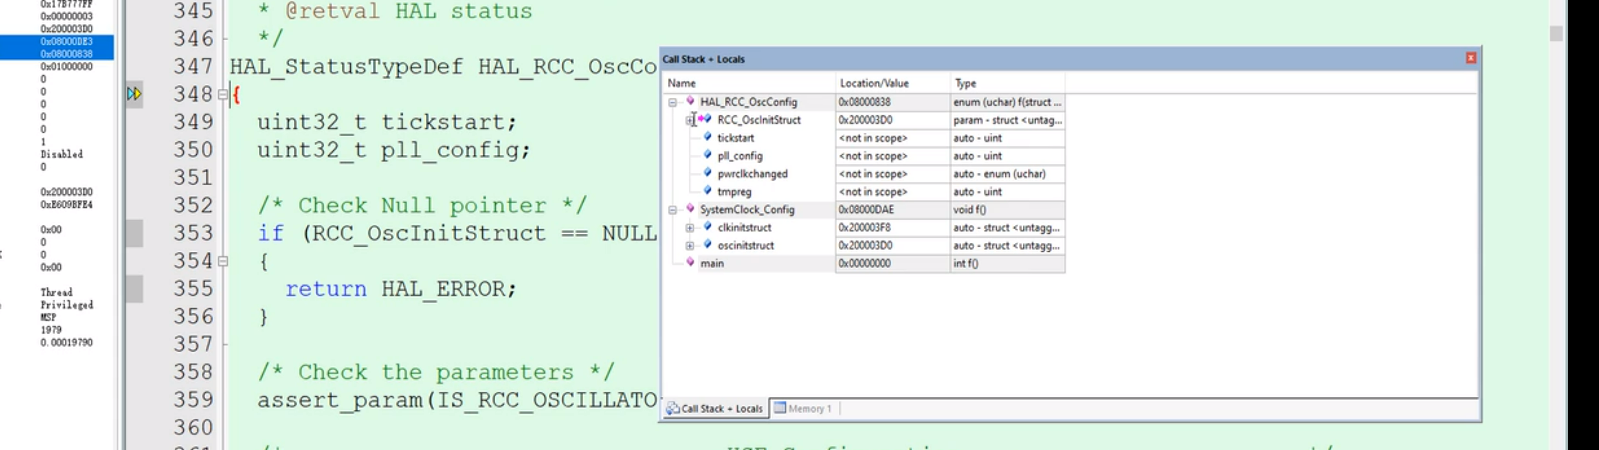 0x17B777FF
0x00000003
0x200003D0
0x08000DE3
0x08000838
0x01000000
0
0
0
0
0
1
Disabled
0
0x200003D0
0xE609BFE4
0x00
0
0
0x00
Thread
Privileged
MSP
1979
0.00019790
345 * @retval HAL status
346 */
347 HAL_StatusTypeDef HAL_RCC_OscCo
348 {
349 uint32_t tickstart;
350 uint32_t pll_config;
351
352 /* Check Null pointer */
353 if (RCC_OscInitStruct == NULL
354 {
355 return HAL_ERROR;
356 }
357
358 /* Check the parameters */
359 assert_param(IS_RCC_OSCILLATO
360
Call Stack + Locals
Name Location/Value Type
HAL_RCC_OscConfig 0x08000838 enum (uchar) f(struct ...
RCC_OscInitStruct 0x200003D0 param - struct <untag...
tickstart <not in scope> auto - uint
pll_config <not in scope> auto - uint
pwrclkchanged <not in scope> auto - enum (uchar)
tmpreg <not in scope> auto - uint
SystemClock_Config 0x08000DAE void f()
clkinitstruct 0x200003F8 auto - struct <untagg...
oscinitstruct 0x200003D0 auto - struct <untagg...
main 0x00000000 int f()
Call Stack + Locals Memory 1